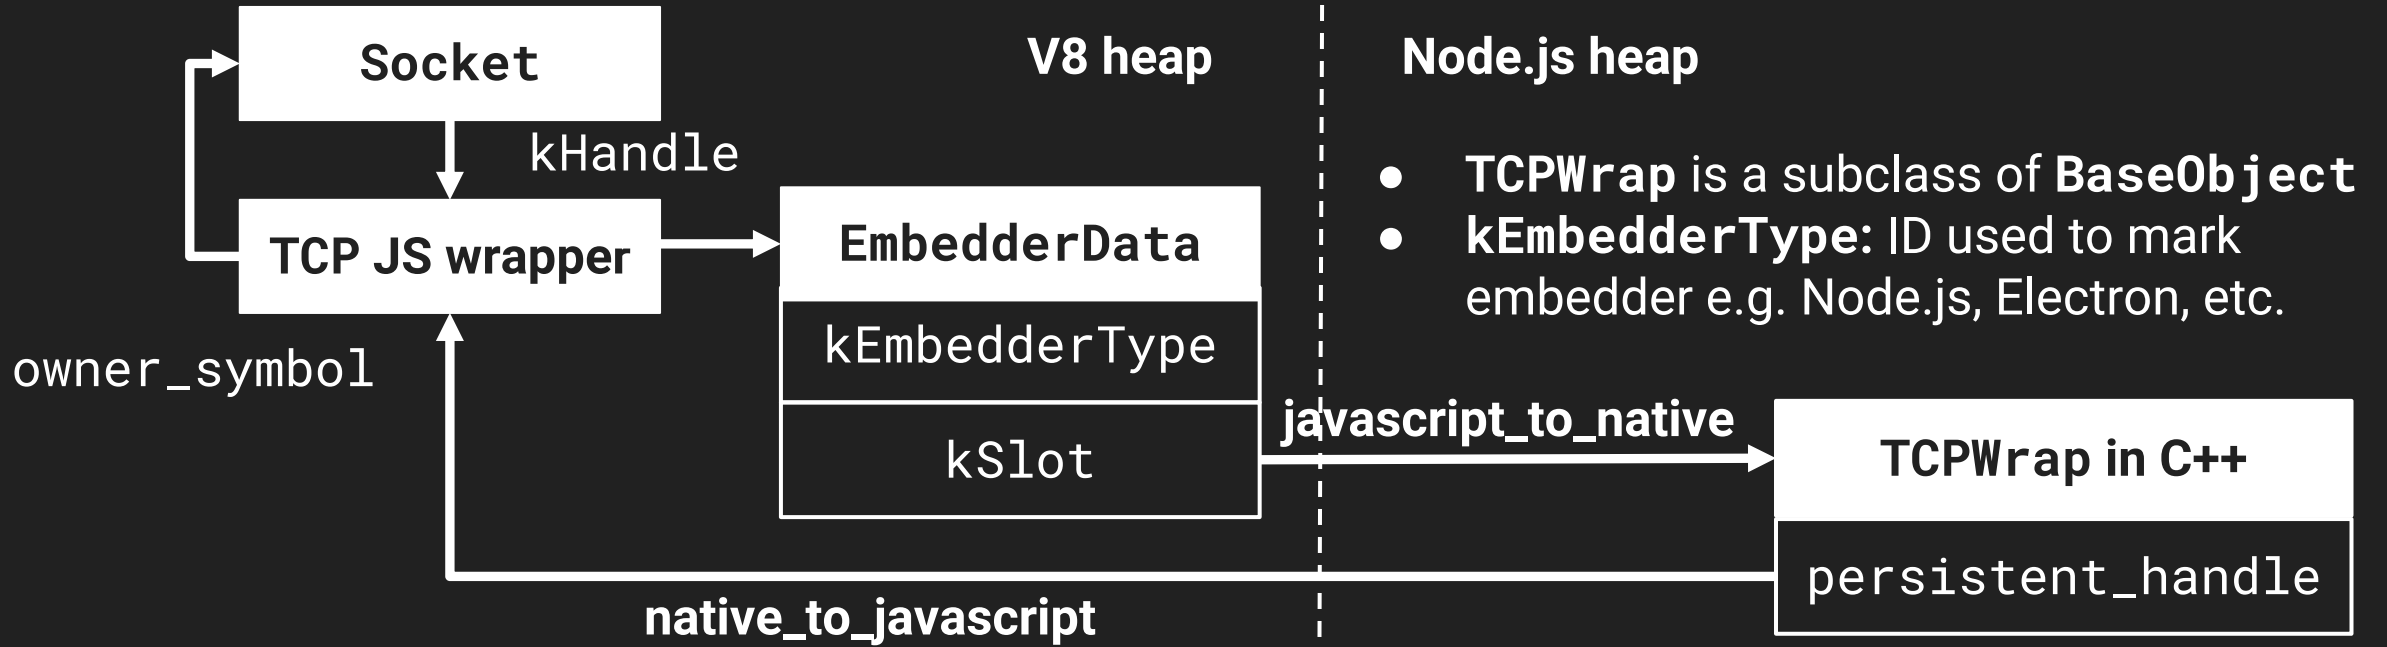 Socket
V8 heap
Node.js heap
kHandle
TCP JS wrapper
owner_symbol
EmbedderData
kEmbedderType
kSlot
● TCPWrap is a subclass of BaseObject
● kEmbedderType: ID used to mark
embedder e.g. Node.js, Electron, etc.
javascript_to_native
TCPWrap in C++
persistent_handle
native_to_javascript